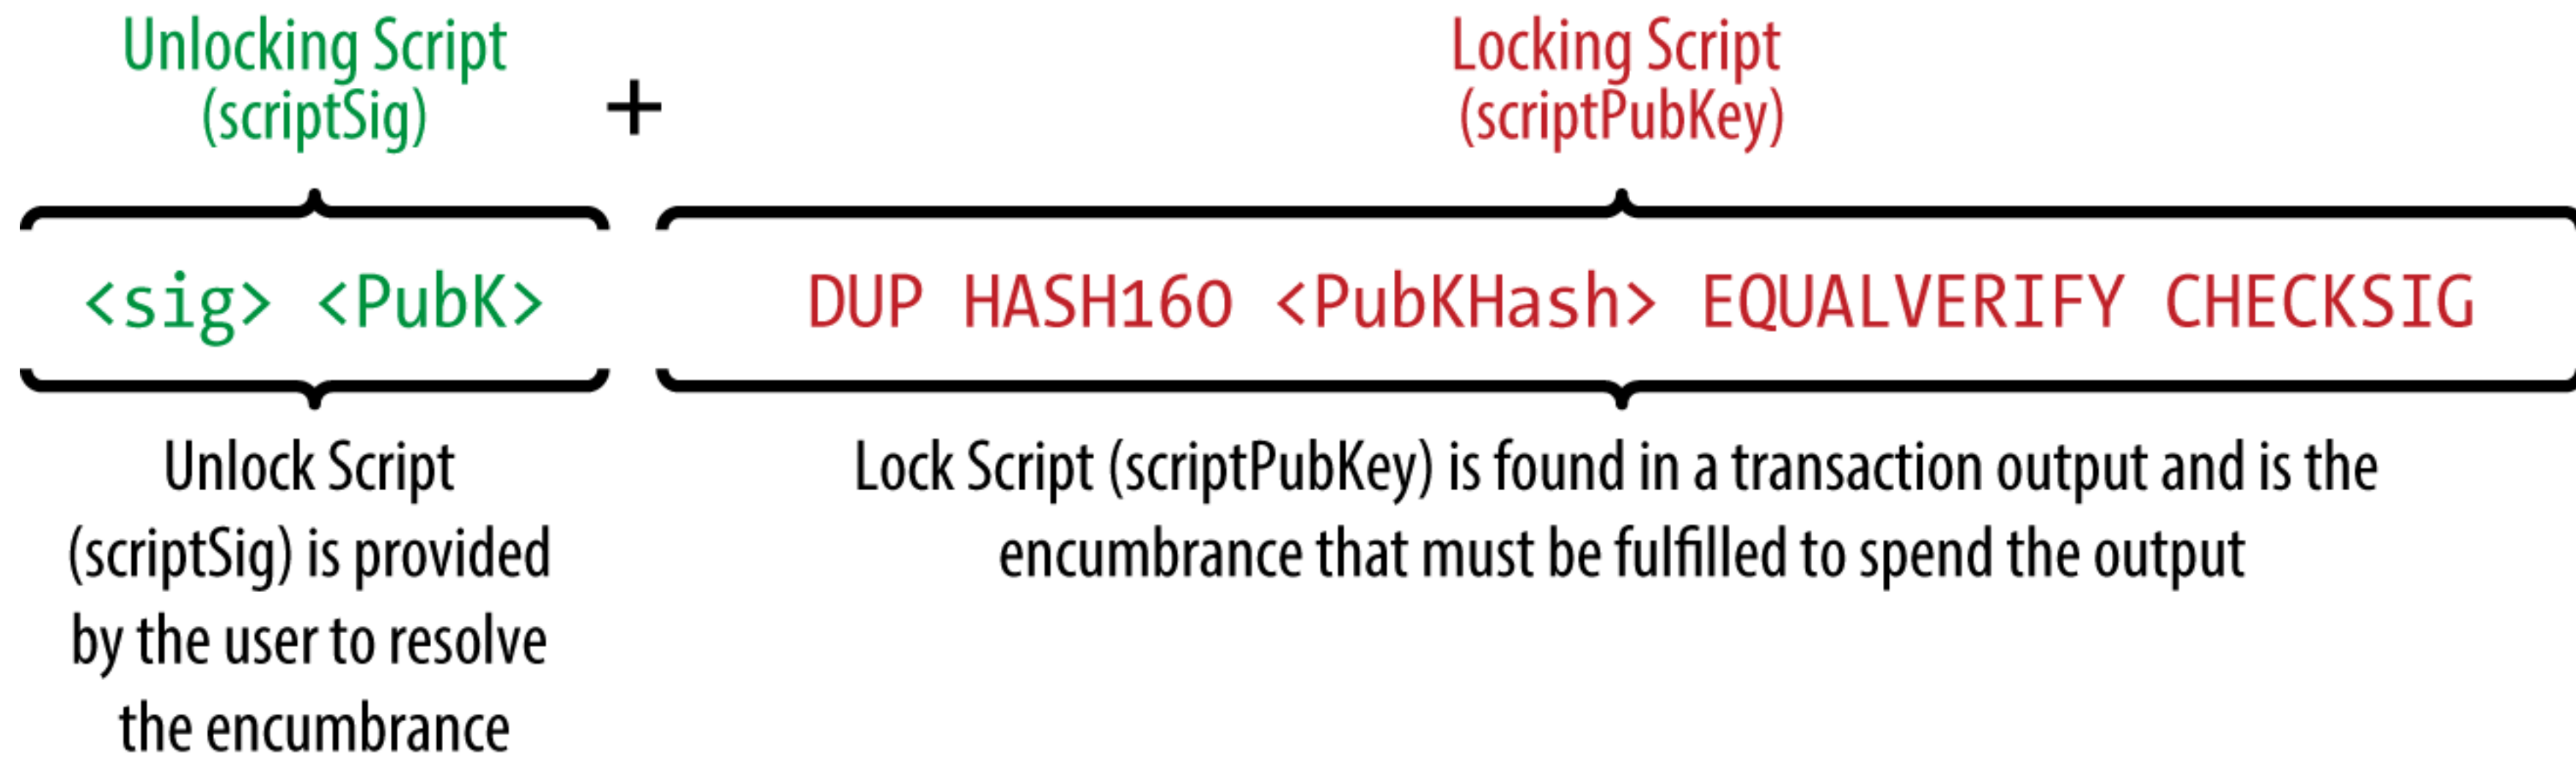 Unlocking Script
(scriptSig)
+
Locking Script
(scriptPubKey)
<sig> <PubK>
DUP HASH160 <PubKHash> EQUALVERIFY CHECKSIG
Unlock Script
(scriptSig) is provided
by the user to resolve
the encumbrance
Lock Script (scriptPubKey) is found in a transaction output and is the
encumbrance that must be fulfilled to spend the output